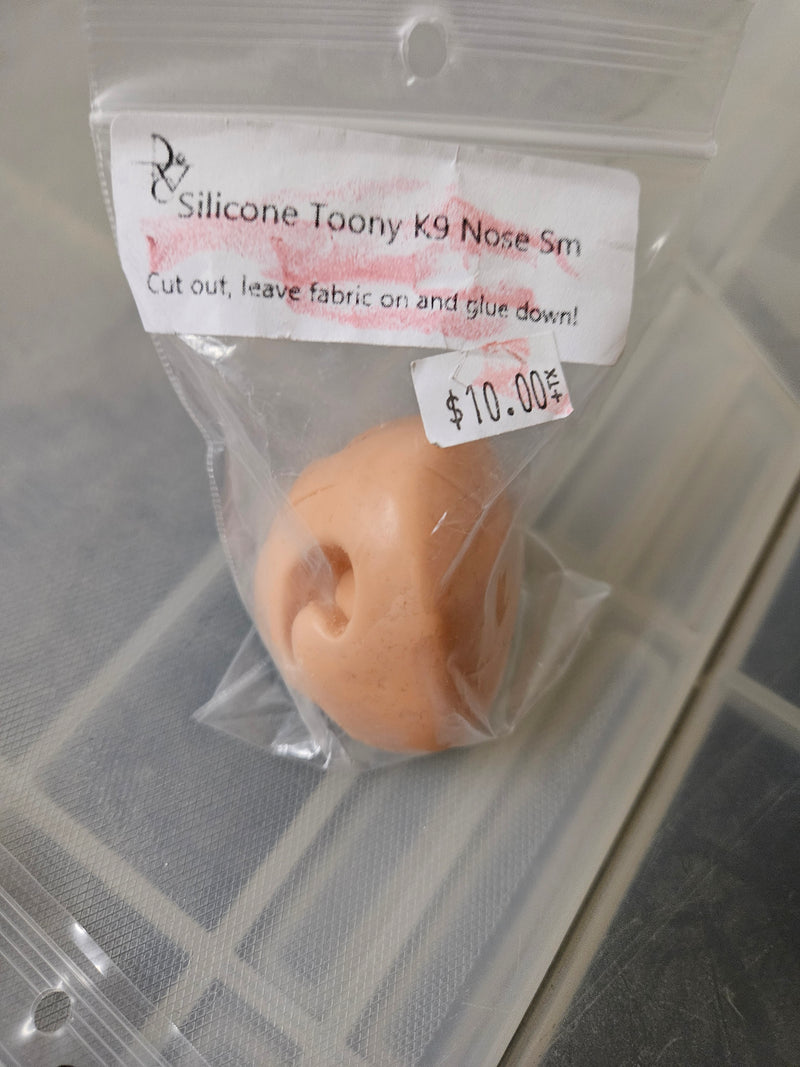 Silicone Toony K9 Nose Sm
Cut out, leave fabric on and glue down!
$10.00